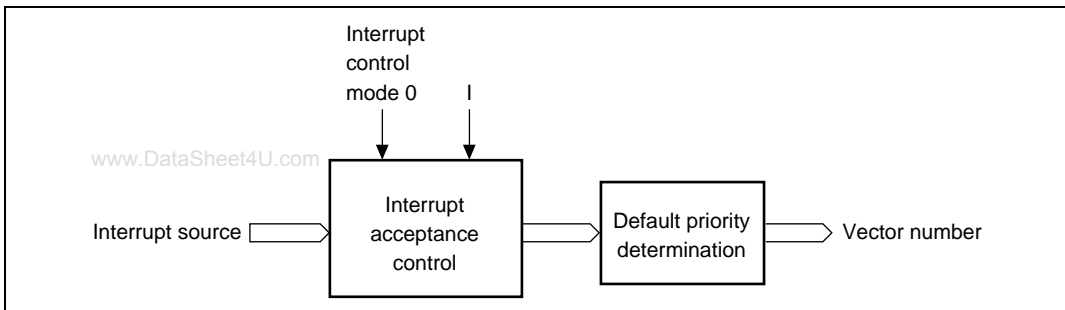 Interrupt
control
mode 0
I
www.DataSheet4U.com
Interrupt source
Interrupt
acceptance
control
Default priority
determination
Vector number